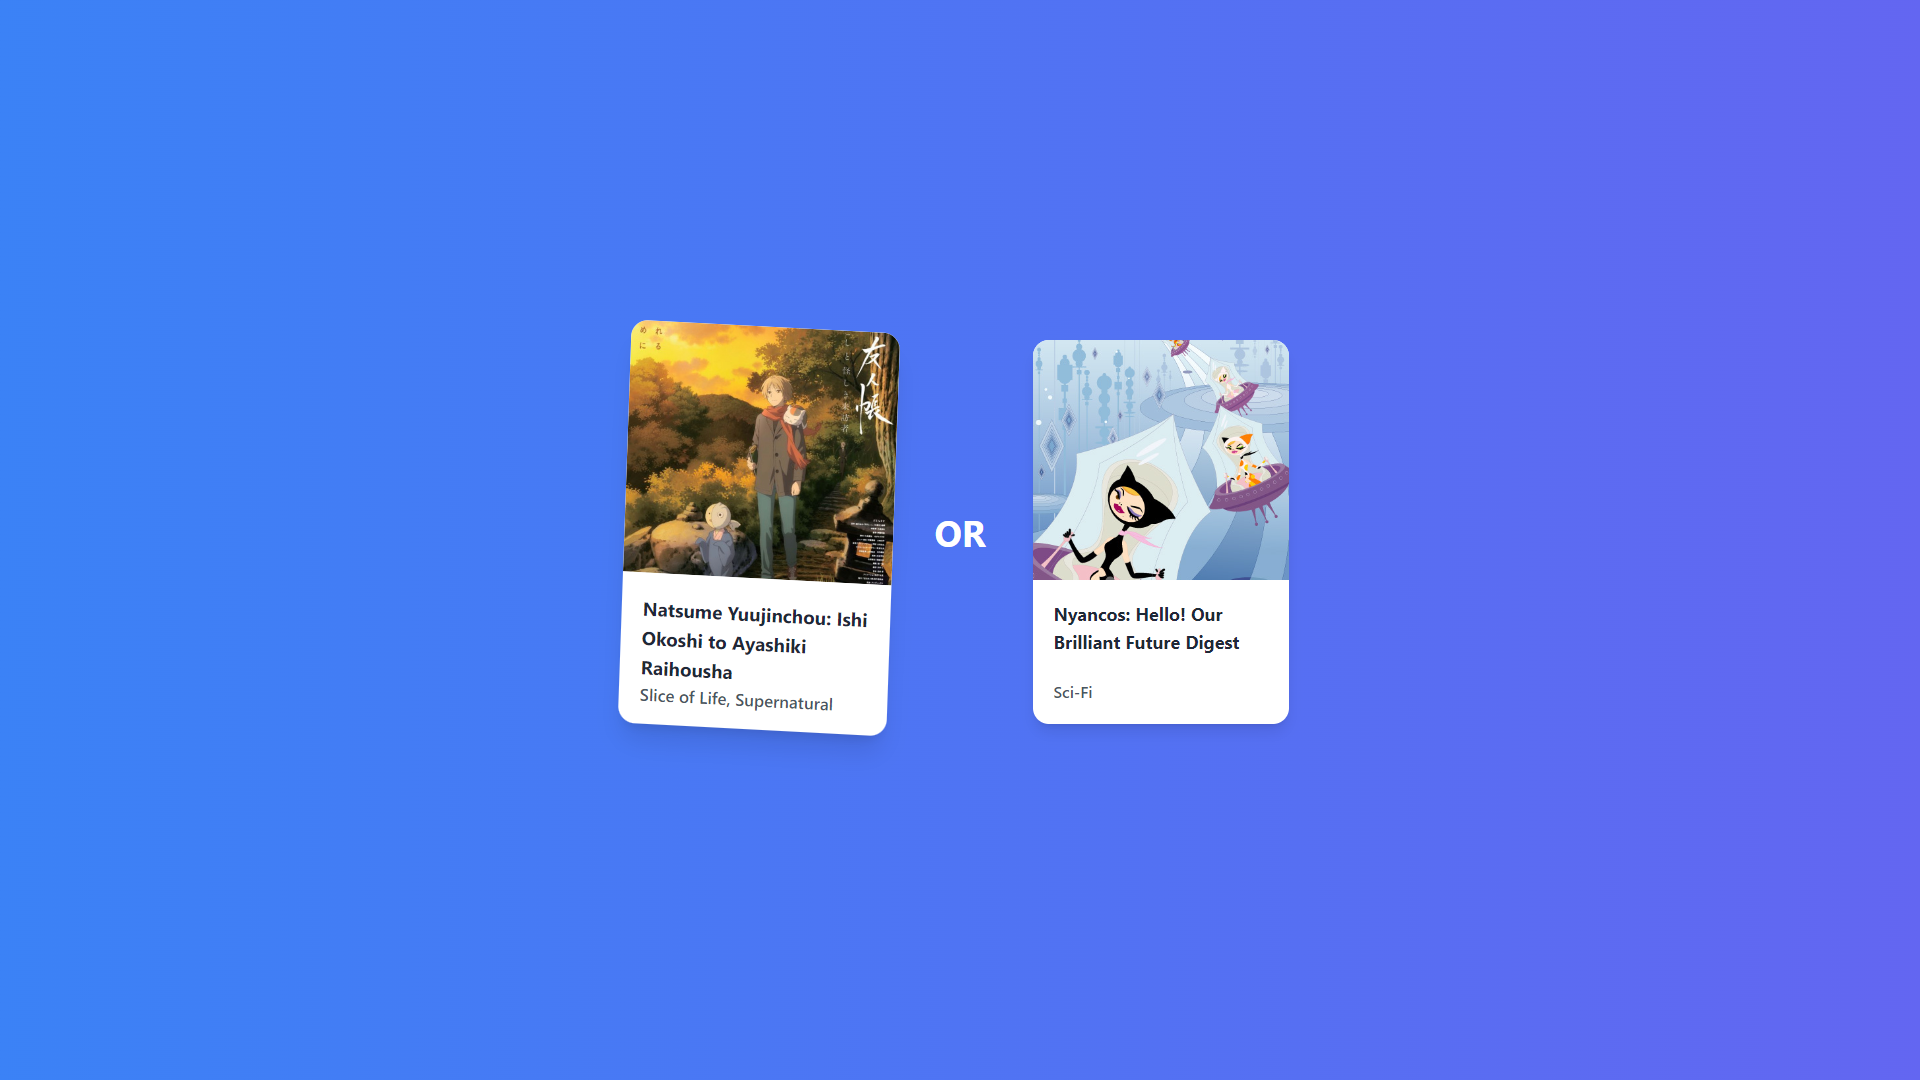 友人帳
Natsume Yuujinchou: Ishi
Okoshi to Ayashiki
Raihousha
Slice of Life, Supernatural
OR
Nyancos: Hello! Our
Brilliant Future Digest
Sci-Fi